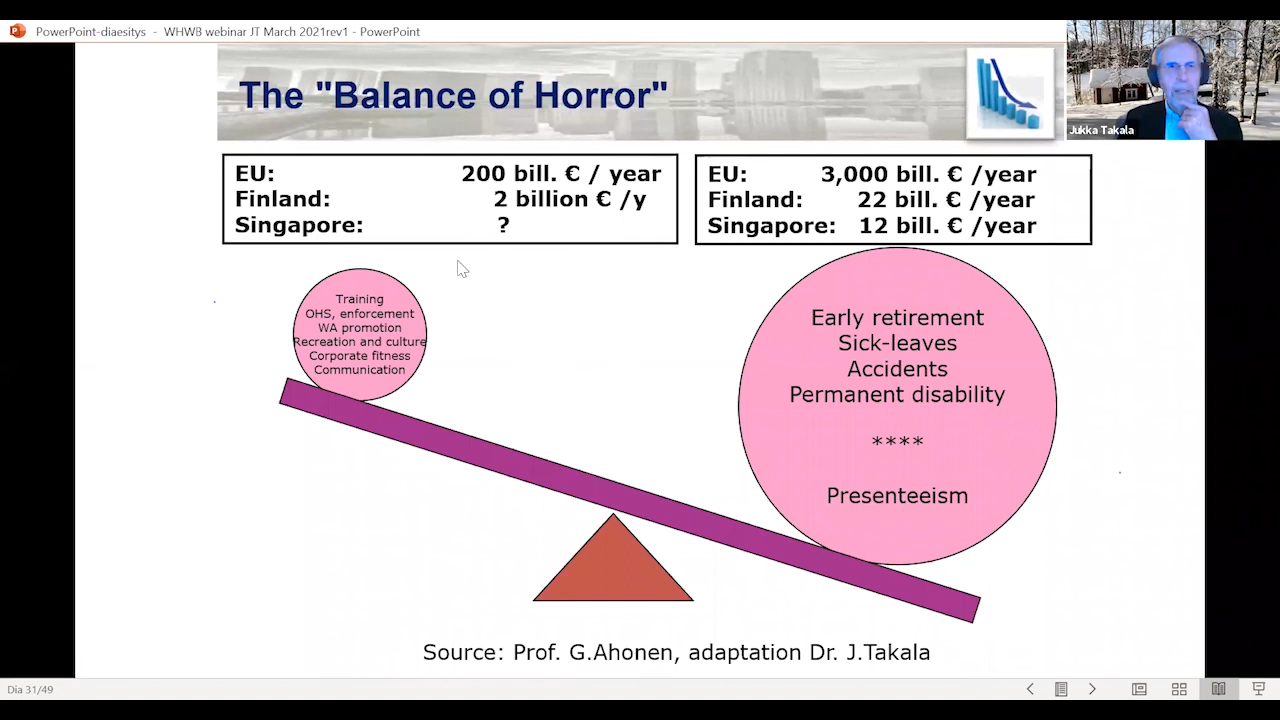 PowerPoint-diaesitys - WHWB webinar JT March 2021rev1 - PowerPoint
Jukka Takala
The "Balance of Horror"
EU: 200 bill. € / year
Finland: 2 billion € /y
Singapore: ?
EU: 3,000 bill. € /year
Finland: 22 bill. € /year
Singapore: 12 bill. € /year
Training
OHS, enforcement
WA promotion
Recreation and culture
Corporate fitness
Communication
Early retirement
Sick-leaves
Accidents
Permanent disability
****
Presenteeism
Source: Prof. G.Ahonen, adaptation Dr. J.Takala
Dia 31/49